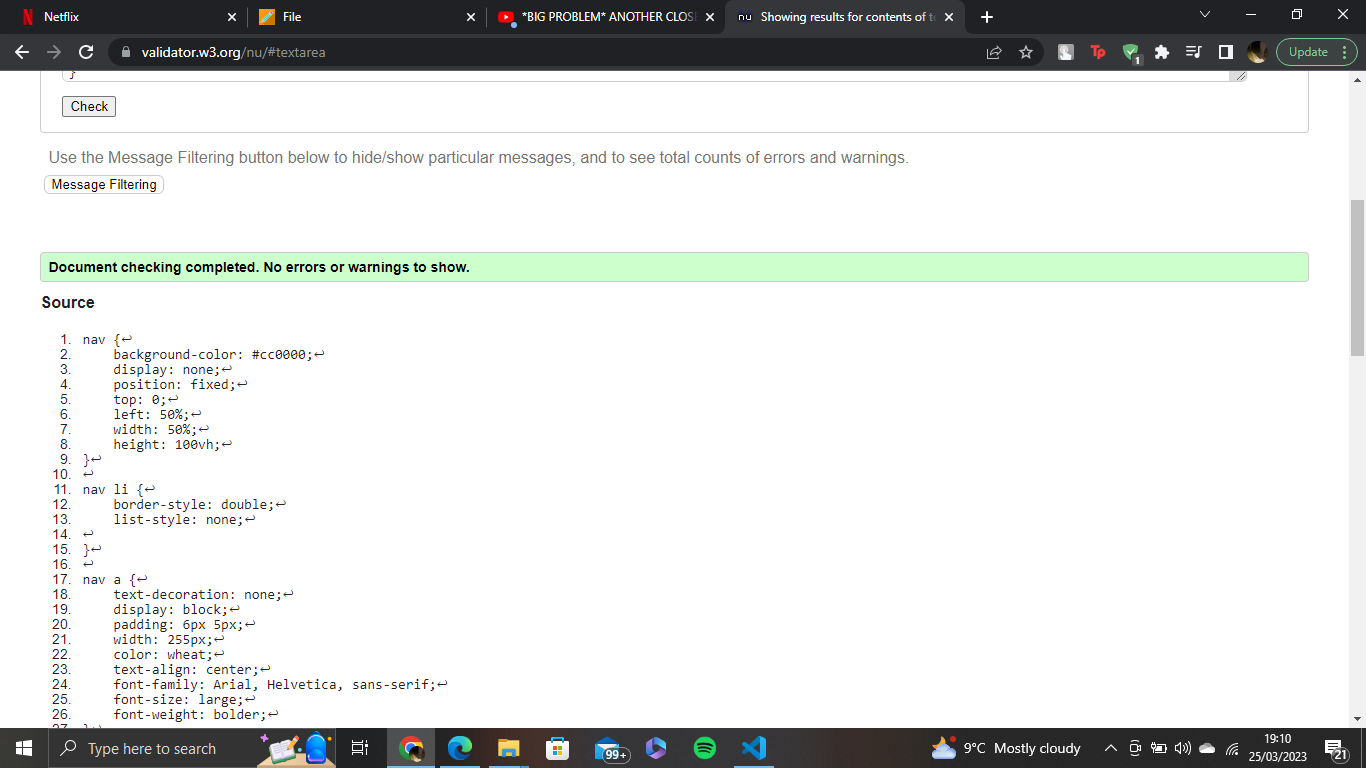 Netflix
File
*BIG PROBLEM* ANOTHER CLOSE
nu Showing results for contents of te
validator.w3.org/nu/#textarea
Tp
1
Update
}
Check
Use the Message Filtering button below to hide/show particular messages, and to see total counts of errors and warnings.
Message Filtering
Document checking completed. No errors or warnings to show.
Source
1. nav {↩
2. background-color: #cc0000;↩
3. display: none;↩
4. position: fixed;↩
5. top: 0;↩
6. left: 50%;↩
7. width: 50%;↩
8. height: 100vh;↩
9. }↩
10. ↩
11. nav li {↩
12. border-style: double;↩
13. list-style: none;↩
14. ↩
15. }↩
16. ↩
17. nav a {↩
18. text-decoration: none;↩
19. display: block;↩
20. padding: 6px 5px;↩
21. width: 255px;↩
22. color: wheat;↩
23. text-align: center;↩
24. font-family: Arial, Helvetica, sans-serif;↩
25. font-size: large;↩
26. font-weight: bolder;↩
27. }↩
Type here to search
99+
9°C Mostly cloudy
19:10
25/03/2023
21